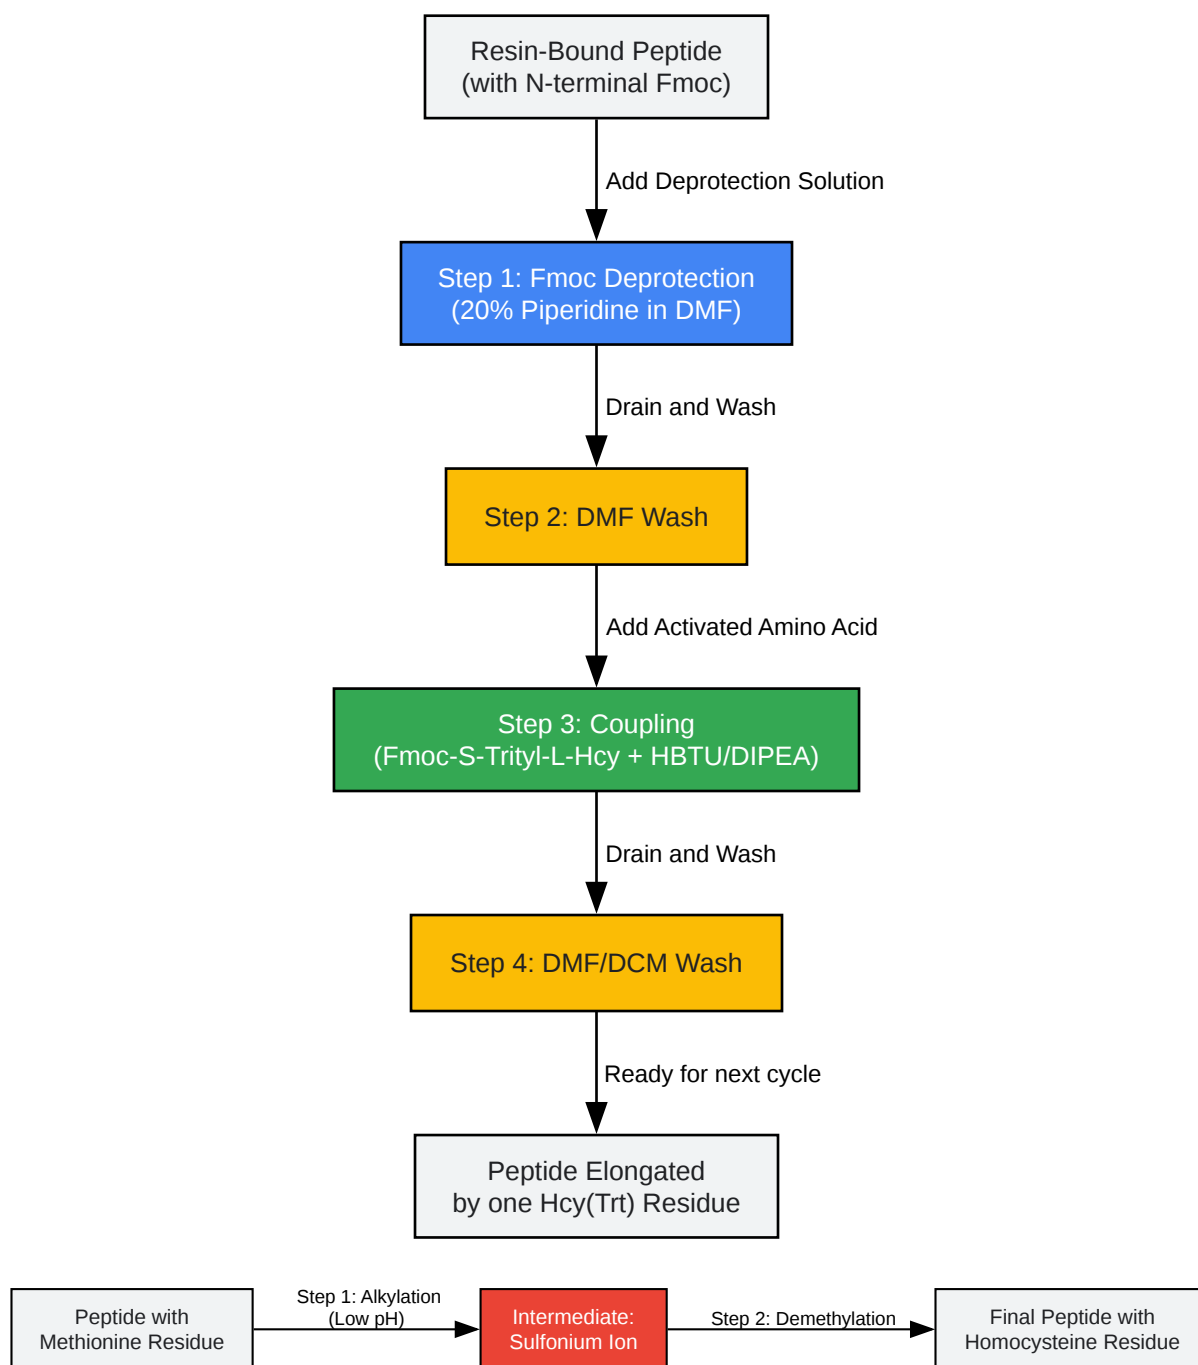 Resin-Bound Peptide
(with N-terminal Fmoc)
Add Deprotection Solution
Step 1: Fmoc Deprotection
(20% Piperidine in DMF)
Drain and Wash
Step 2: DMF Wash
Add Activated Amino Acid
Step 3: Coupling
(Fmoc-S-Trityl-L-Hcy + HBTU/DIPEA)
Drain and Wash
Step 4: DMF/DCM Wash
Ready for next cycle
Peptide Elongated
by one Hcy(Trt) Residue
Peptide with
Methionine Residue
Step 1: Alkylation
(Low pH)
Intermediate:
Sulfonium Ion
Step 2: Demethylation
Final Peptide with
Homocysteine Residue